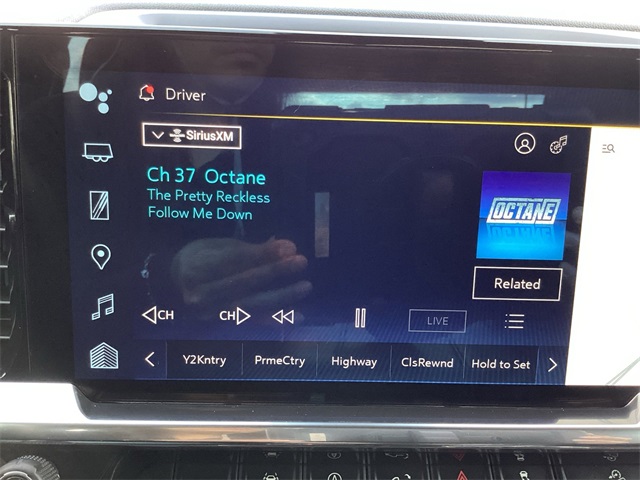 Driver
SiriusXM
Ch 37 Octane
The Pretty Reckless
Follow Me Down
OCTANE
Related
CH
CH
LIVE
Y2Kntry
PrmeCtry
Highway
ClsRewnd
Hold to Set